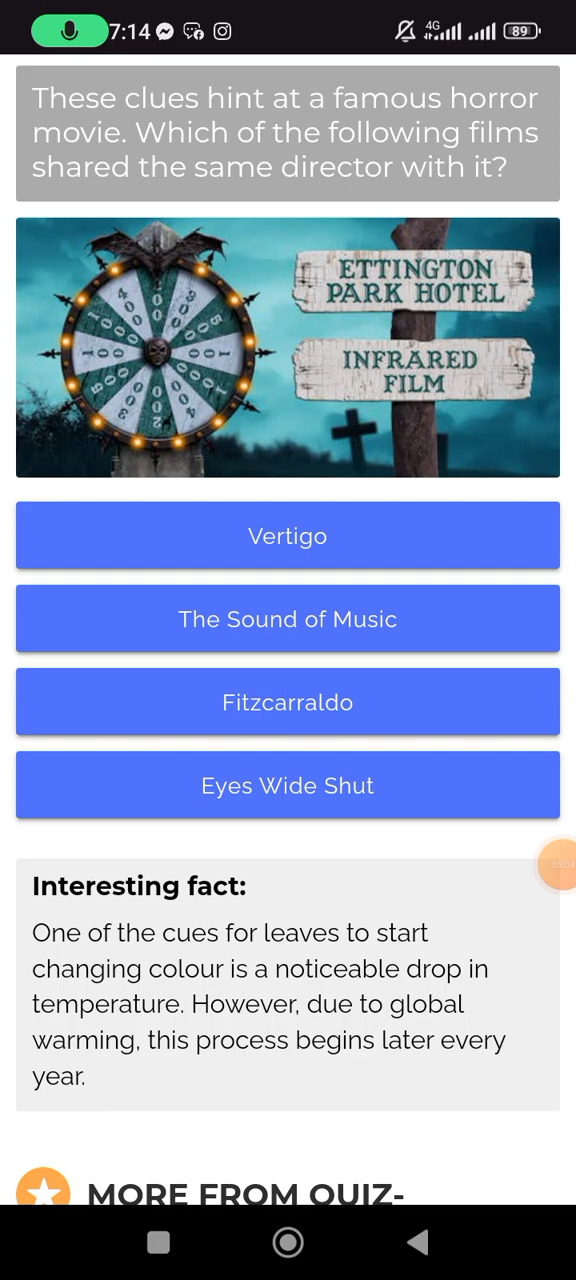 7:14
4G
89
These clues hint at a famous horror
movie. Which of the following films
shared the same director with it?
ETTINGTON
PARK HOTEL
INFRARED
FILM
Vertigo
The Sound of Music
Fitzcarraldo
Eyes Wide Shut
05:04
Interesting fact:
One of the cues for leaves to start
changing colour is a noticeable drop in
temperature. However, due to global
warming, this process begins later every
year.
MORE FROM QUIZ-